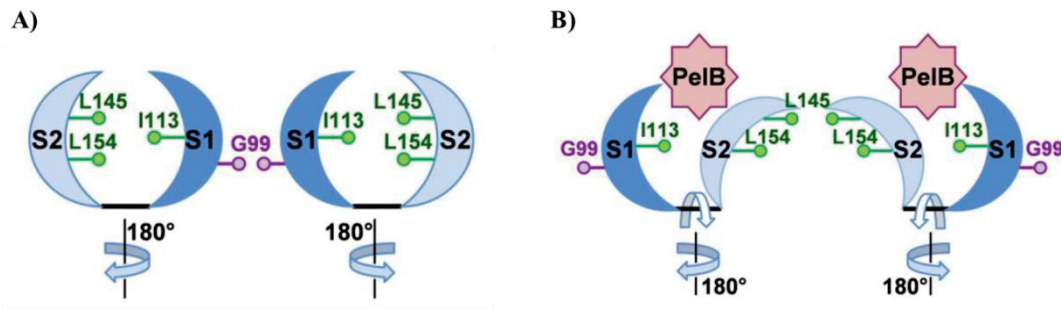 A)
L145 L145
I113 I113
S2 S1 G99 S1 S2
L154 L154
180° 180°
B)
PelB PelB
L145
I113 I113
G99 S1 L154 L154 S1 G99
S2 S2
180° 180°